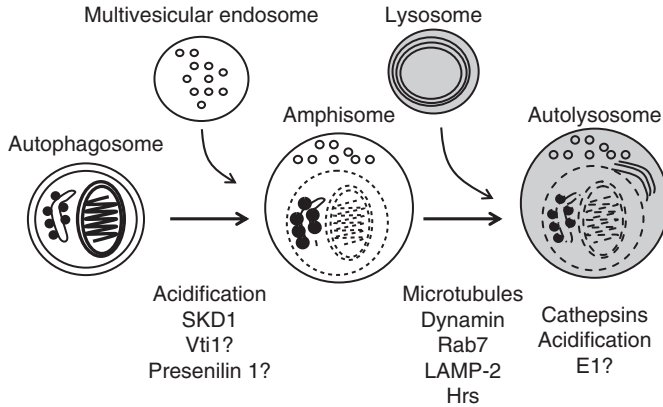 Multivesicular endosome
Lysosome
Autophagosome
Amphisome
Autolysosome
Acidification
SKD1
Vti1?
Presenilin 1?
Microtubules
Dynamin
Rab7
LAMP-2
Hrs
Cathepsins
Acidification
E1?